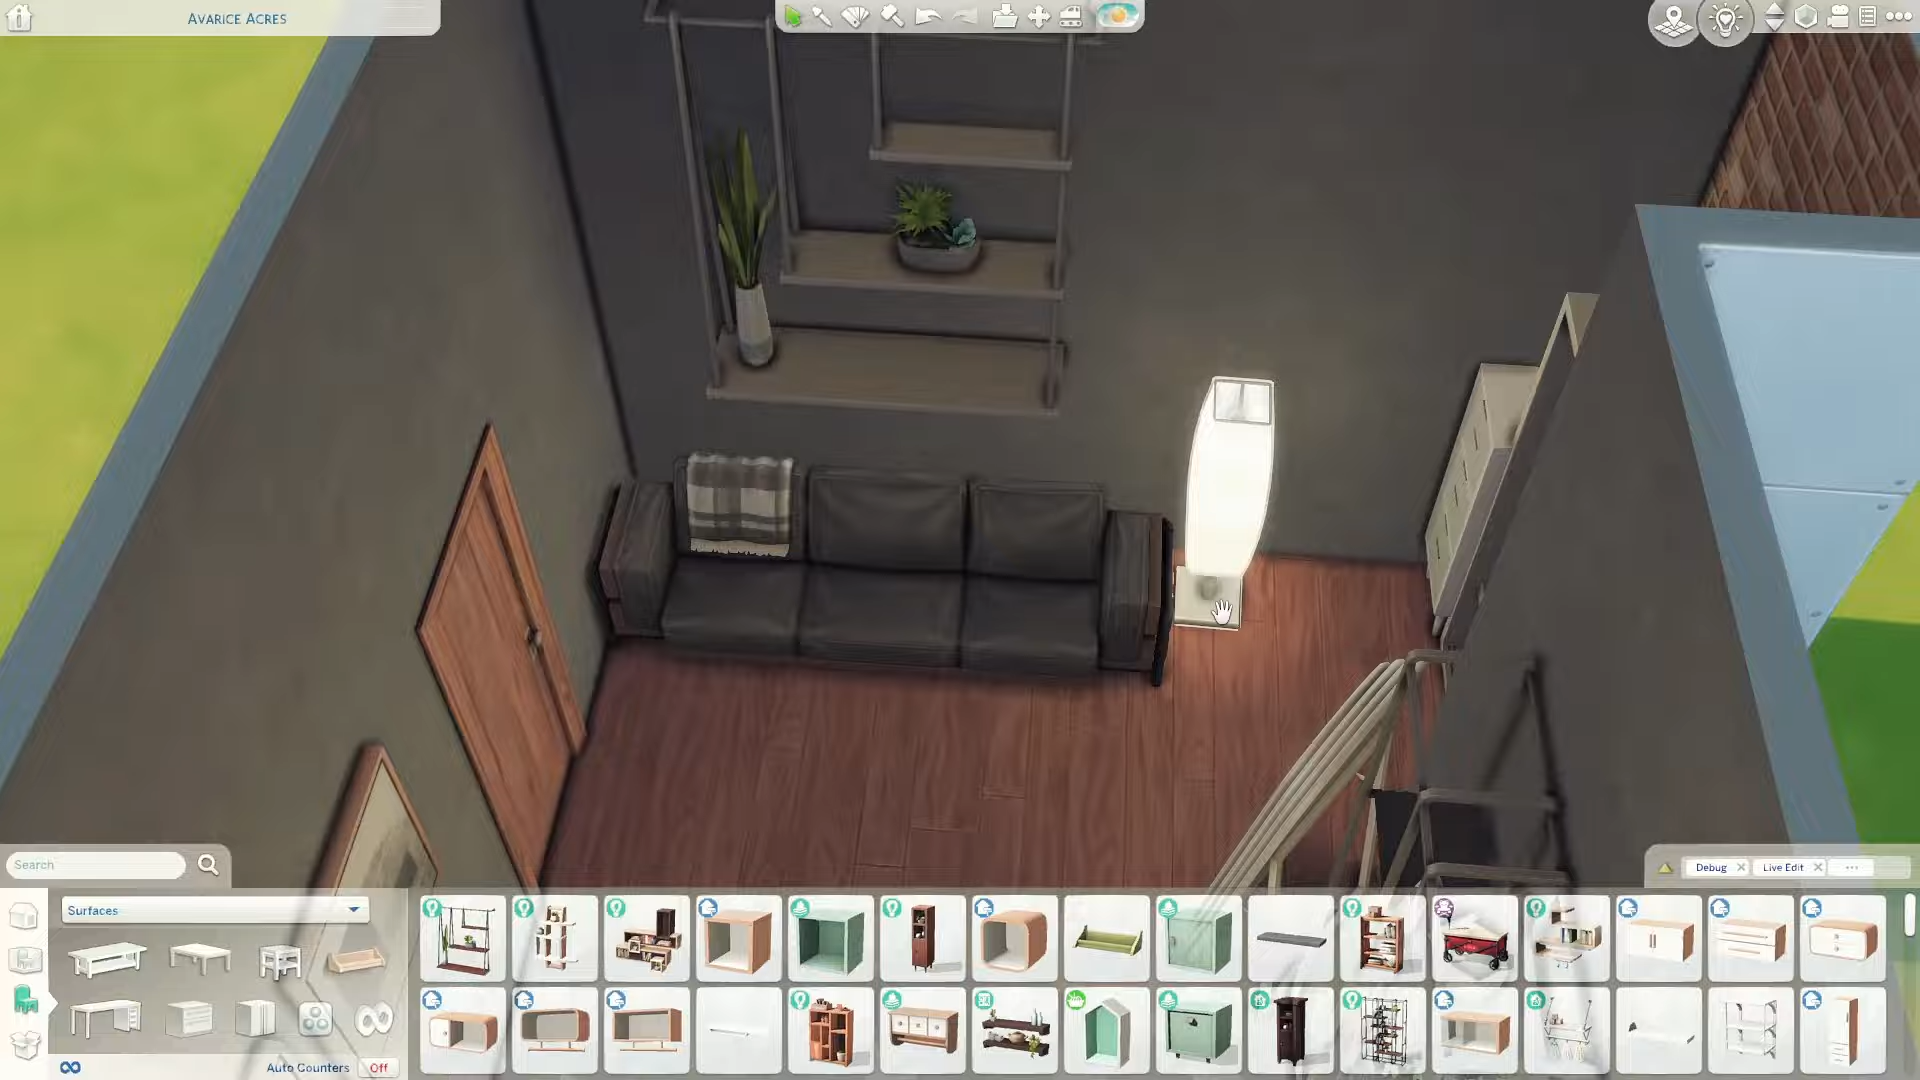 AVARICE ACRES
Search
Debug
Live Edit
...
Surfaces
Auto Counters
Off